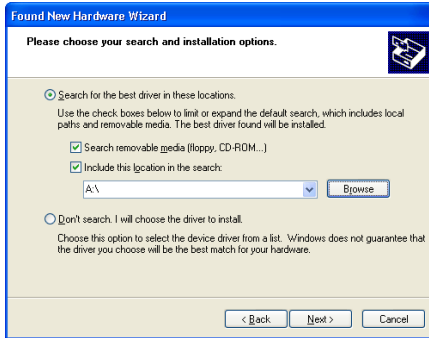 Found New Hardware Wizard
Please choose your search and installation options.
Search for the best driver in these locations.
Use the check boxes below to limit or expand the default search, which includes local
paths and removable media. The best driver found will be installed.
Search removable media (floppy, CD-ROM...)
Include this location in the search:
A:\
Browse
Don't search. I will choose the driver to install.
Choose this option to select the device driver from a list. Windows does not guarantee that
the driver you choose will be the best match for your hardware.
< Back
Next >
Cancel